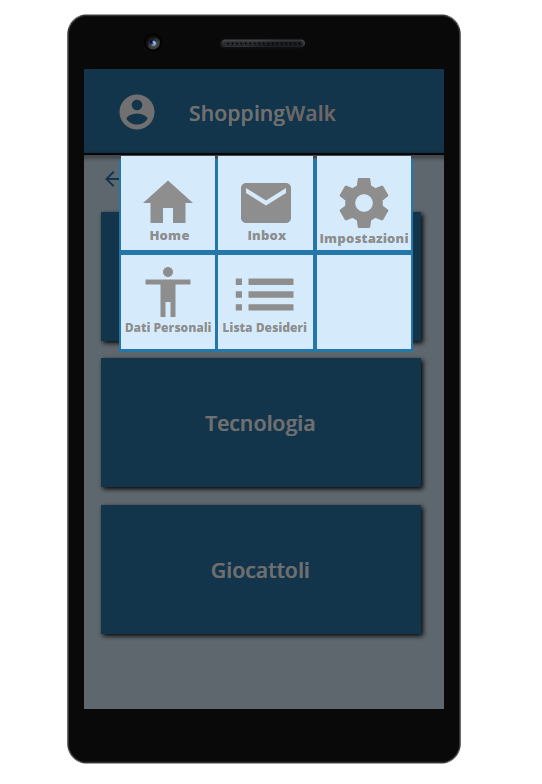 ShoppingWalk
Home
Inbox
Impostazioni
Dati Personali
Lista Desideri
Tecnologia
Giocattoli